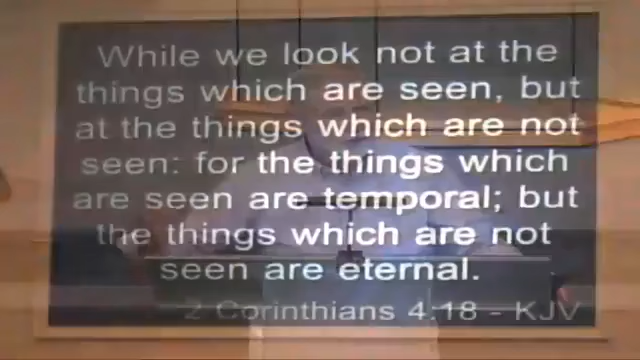 While we look not at the
things which are seen, but
at the things which are not
seen: for the things which
are seen are temporal; but
the things which are not
seen are eternal.
2 Corinthians 4:18 - KJV